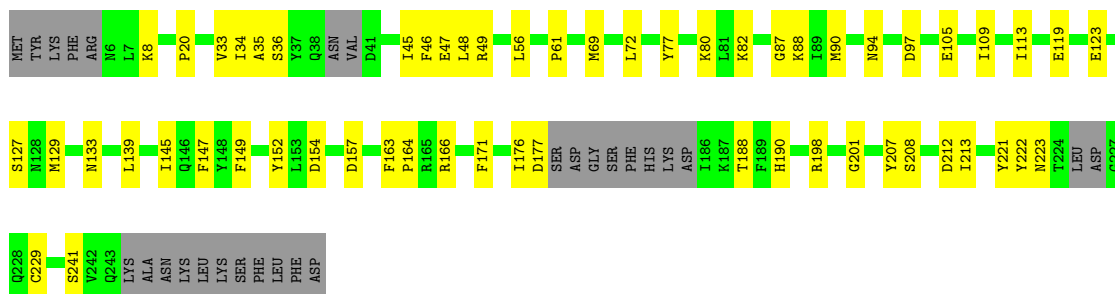 MET TYR LYS PHE ARG N6 L7 K8 P20 V33 I34 A35 S36 Y37 Q38 ASN VAL D41 I45 F46 E47 L48 R49 L56 P61 M69 L72 Y77 K80 L81 K82 G87 K88 I89 M90 N94 D97 E105 I109 I113 E119 E123
S127 N128 M129 N133 L139 I145 Q146 F147 Y148 F149 Y152 L153 D154 D157 F163 P164 R165 R166 F171 I176 D177 SER ASP GLY SER PHE HIS LYS ASP I186 K187 T188 F189 H190 R198 G201 Y207 S208 D212 I213 Y221 Y222 N223 T224 LEU ASP G227
Q228 C229 S241 V242 Q243 LYS ALA ASN LYS LEU LYS SER PHE LEU PHE ASP